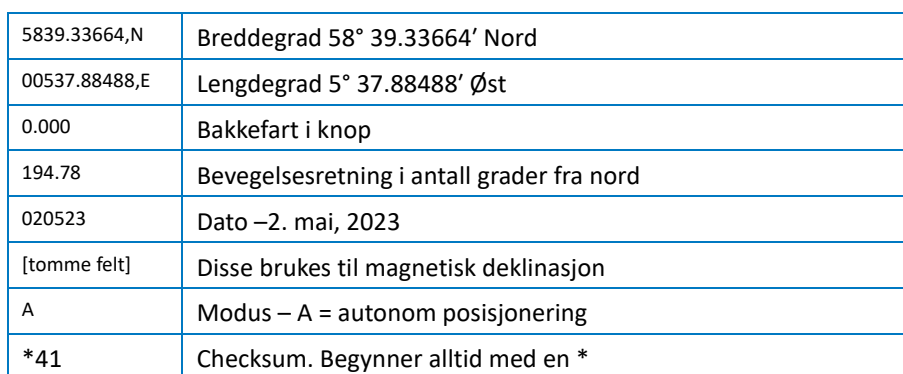 5839.33664,N Breddegrad 58° 39.33664’ Nord
00537.88488,E Lengdegrad 5° 37.88488’ Øst
0.000 Bakkefart i knop
194.78 Bevegelsesretning i antall grader fra nord
020523 Dato –2. mai, 2023
[tomme felt] Disse brukes til magnetisk deklinasjon
A Modus – A = autonom posisjonering
*41 Checksum. Begynner alltid med en *